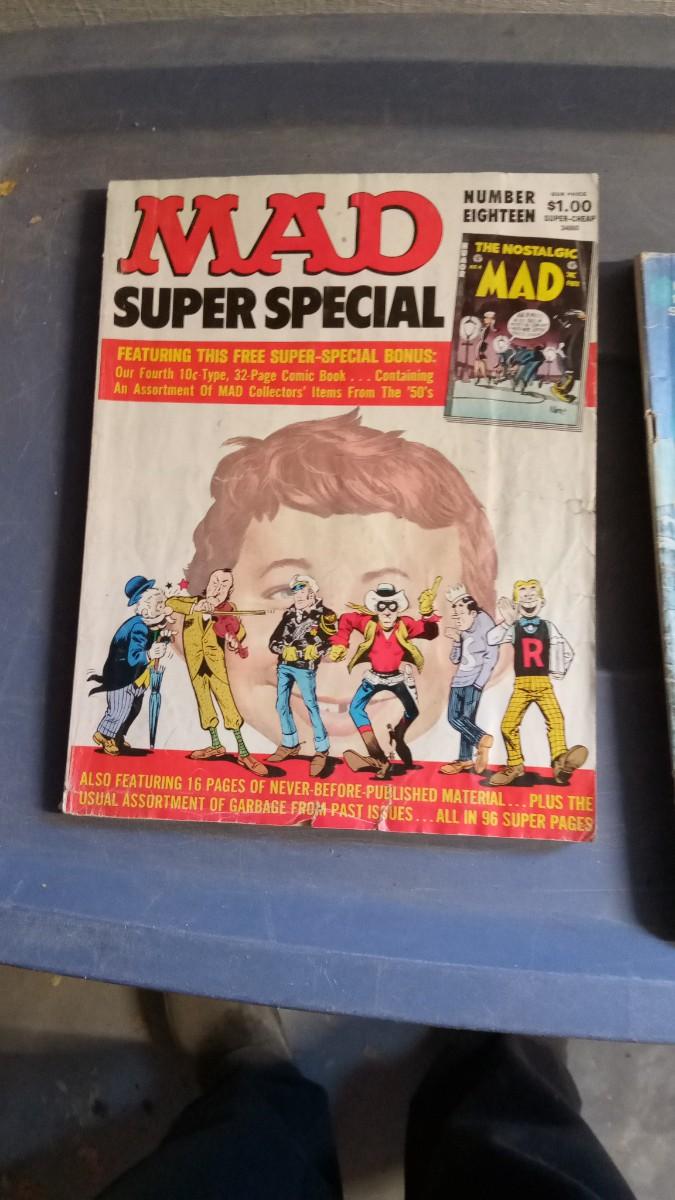 MAD
SUPER SPECIAL
NUMBER
EIGHTEEN
OUR PRICE
$1.00
SUPER-CHEAP
THE NOSTALGIC
MAD
FEATURING THIS FREE SUPER-SPECIAL BONUS:
Our Fourth 10¢-Type, 32-Page Comic Book . . . Containing
An Assortment Of MAD Collectors' Items From The '50's
S
R
ALSO FEATURING 16 PAGES OF NEVER-BEFORE-PUBLISHED MATERIAL... PLUS THE
USUAL ASSORTMENT OF GARBAGE FROM PAST ISSUES...ALL IN 96 SUPER PAGES